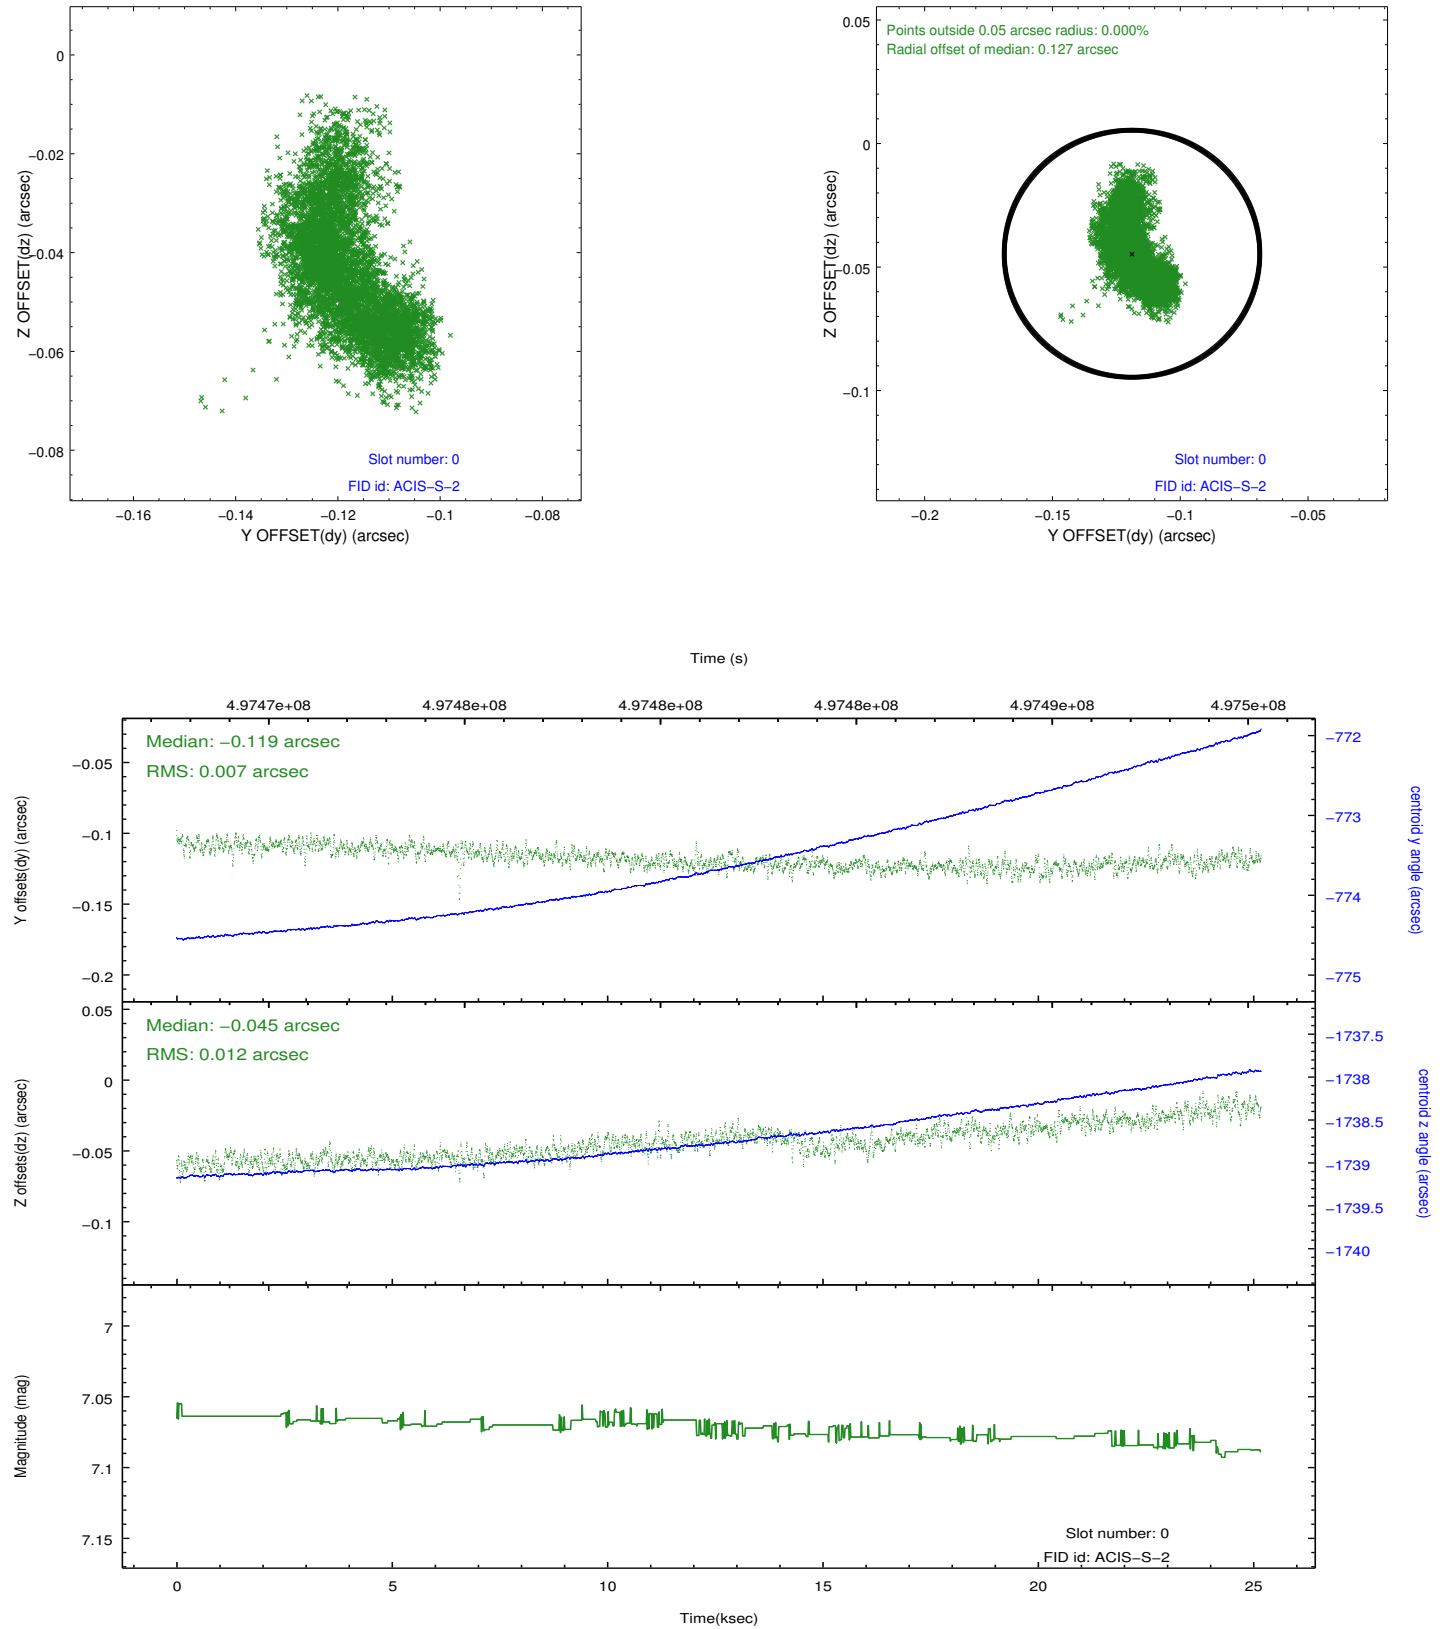 0
−0.02
−0.04
−0.06
−0.08
Z OFFSET(dz) (arcsec)
Slot number: 0
FID id: ACIS−S−2
−0.16
−0.14
−0.12
−0.1
−0.08
Y OFFSET(dy) (arcsec)
Points outside 0.05 arcsec radius: 0.000%
Radial offset of median: 0.127 arcsec
0.05
0
−0.05
−0.1
Z OFFSET(dz) (arcsec)
Slot number: 0
FID id: ACIS−S−2
−0.2
−0.15
−0.1
−0.05
Y OFFSET(dy) (arcsec)
Time (s)
4.9747e+08
4.9748e+08
4.9748e+08
4.9748e+08
4.9749e+08
4.975e+08
Median: −0.119 arcsec
RMS: 0.007 arcsec
−0.05
−0.1
−0.15
−0.2
Y offsets(dy) (arcsec)
−772
−773
−774
−775
centroid y angle (arcsec)
Median: −0.045 arcsec
RMS: 0.012 arcsec
0.05
0
−0.05
−0.1
Z offsets(dz) (arcsec)
−1737.5
−1738
−1738.5
−1739
−1739.5
−1740
centroid z angle (arcsec)
7
7.05
7.1
7.15
Magnitude (mag)
Slot number: 0
FID id: ACIS−S−2
0
5
10
15
20
25
Time(ksec)